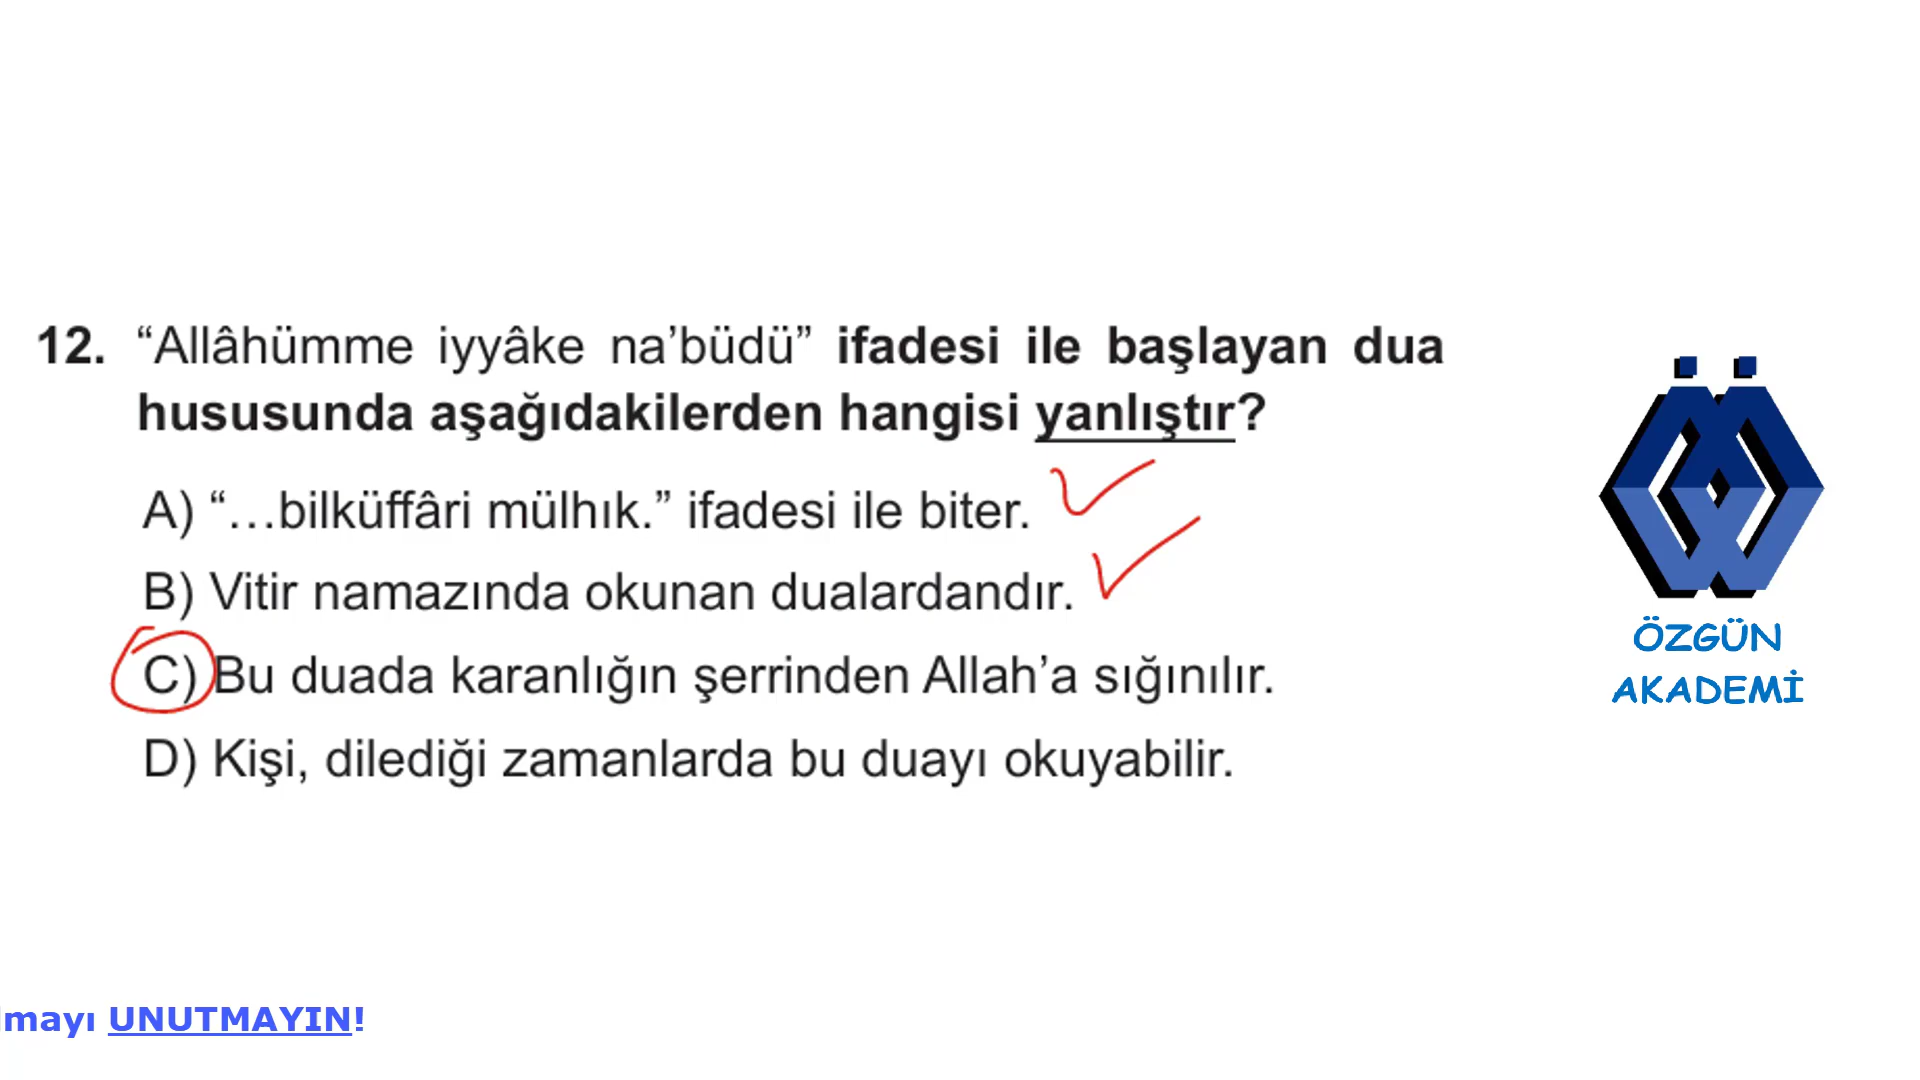 12. “Allâhümme iyyâke na’büdü” ifadesi ile başlayan dua
hususunda aşağıdakilerden hangisi yanlıştır?
A) “...bilküffâri mülhık.” ifadesi ile biter.
B) Vitir namazında okunan dualardandır.
C) Bu duada karanlığın şerrinden Allah’a sığınılır.
D) Kişi, dilediği zamanlarda bu duayı okuyabilir.
ÖZGÜN
AKADEMİ
UNUTMAYIN!